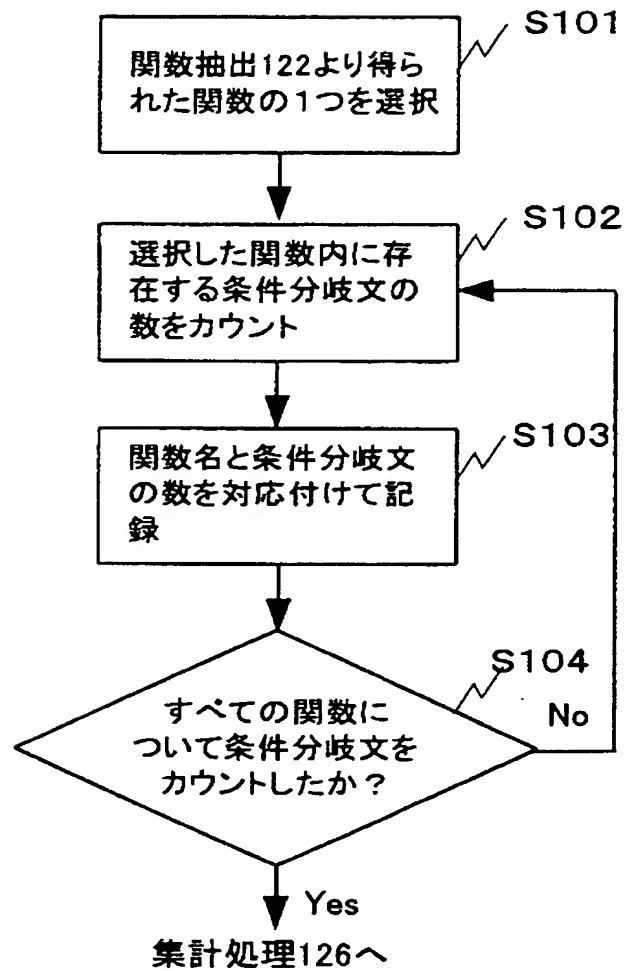 S101
関数抽出122より得ら
れた関数の１つを選択
S102
選択した関数内に存
在する条件分岐文の
数をカウント
S103
関数名と条件分岐文
の数を対応付けて記
録
S104
すべての関数に
ついて条件分岐文を
カウントしたか？
No
Yes
集計処理126へ